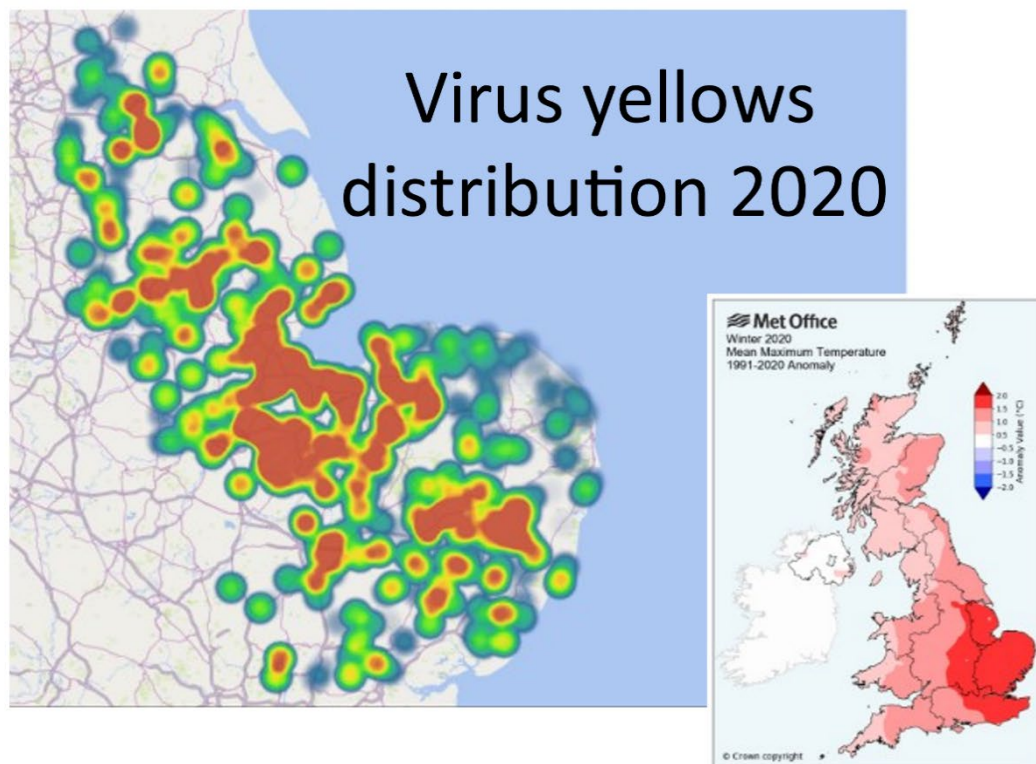 Virus yellows
distribution 2020
Met Office
Winter 2020
Mean Maximum Temperature
1991-2020 Anomaly
2.0
1.5
1.0
0.5
−0.5
−1.0
−1.5
−2.0
Anomaly Value (°C)
© Crown copyright